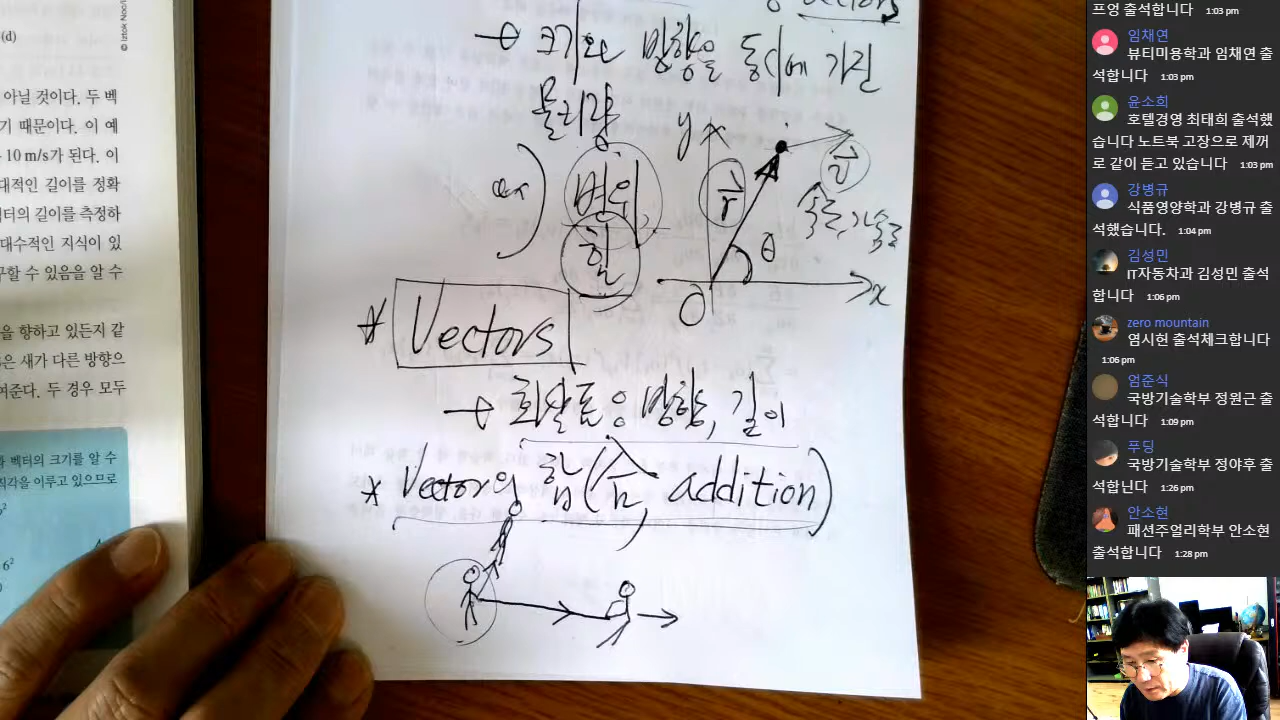 (d)
아닐 것이다. 두 벡
기 때문이다. 이 예
10 m/s가 된다. 이
대적인 길이를 정확
터의 길이를 측정하
대수적인 지식이 있
구할 수 있음을 알 수
을 향하고 있든지 같
은 새가 다른 방향으
여준다. 두 경우 모두
벡터의 크기를 알 수
직각을 이루고 있으므로
6²
→ 크기와 방향을 동시에 가진
물리량
예)
변위,
힐
y
r
v
속도, 가속도
θ
O
x
* Vectors
→ 화살표의 방향, 길이
* Vector의 합(合, addition)
프엉 출석합니다 1:03 pm
임채연
뷰티미용학과 임채연 출
석합니다 1:03 pm
윤소희
호텔경영 최태희 출석했
습니다 노트북 고장으로 제꺼
로 같이 듣고 있습니다 1:03 pm
강병규
식품영양학과 강병규 출
석했습니다. 1:04 pm
김성민
IT자동차과 김성민 출석
합니다 1:06 pm
zero mountain
염시헌 출석체크합니다
1:06 pm
엄준식
국방기술학부 정원근 출
석합니다 1:09 pm
푸딩
국방기술학부 정야후 출
석합닌다 1:26 pm
안소현
패션주얼리학부 안소현
출석합니다 1:28 pm